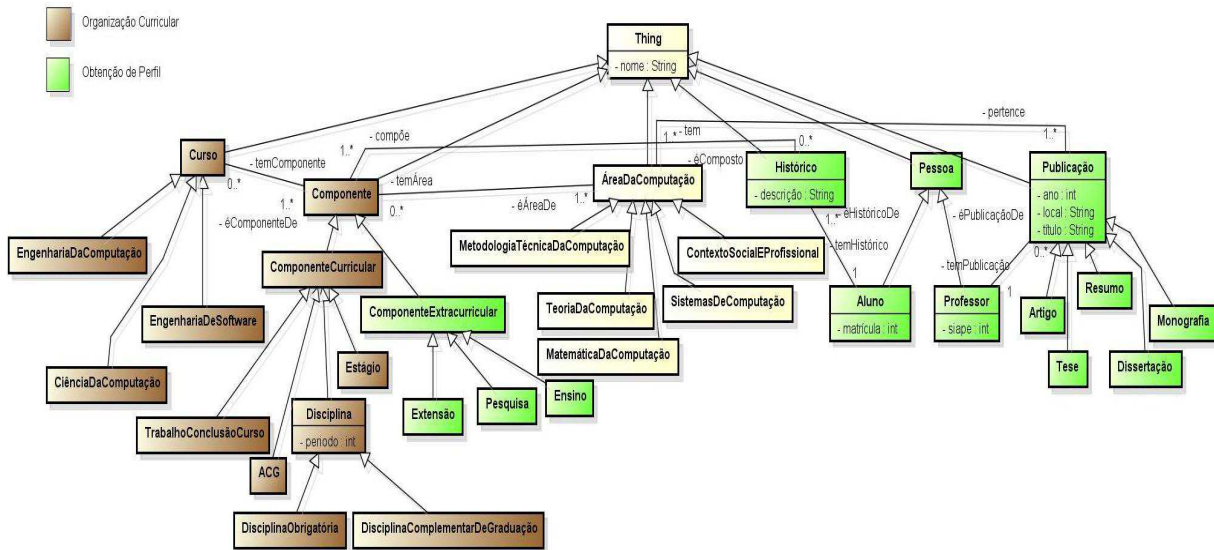 Organização Curricular
Obtenção de Perfil
Thing
- nome : String
- pertence
- compõe
- tem
1..*
1..*
0..*
1..*
Curso
- temComponente
0..*
Componente
- temÁrea
1..*
0..*
- éComponenteDe
- éÁreaDe
1..*
ÁreaDaComputação
- éComposto
Histórico
- descrição : String
Pessoa
Publicação
- ano : int
- local : String
- título : String
- éHistóricoDe
1..*
- temHistórico
1
- éPublicaçãoDe
0..*
- temPublicação
1
EngenhariaDaComputação
MetodologiaTécnicaDaComputação
ContextoSocialEProfissional
ComponenteCurricular
TeoriaDaComputação
SistemasDeComputação
Aluno
- matrícula : int
Professor
- siape : int
Artigo
Resumo
Monografia
EngenhariaDeSoftware
ComponenteExtracurricular
MatemáticaDaComputação
CiênciaDaComputação
Estágio
Tese
Dissertação
TrabalhoConclusãoCurso
Disciplina
- periodo : int
Extensão
Pesquisa
Ensino
ACG
DisciplinaObrigatória
DisciplinaComplementarDeGraduação